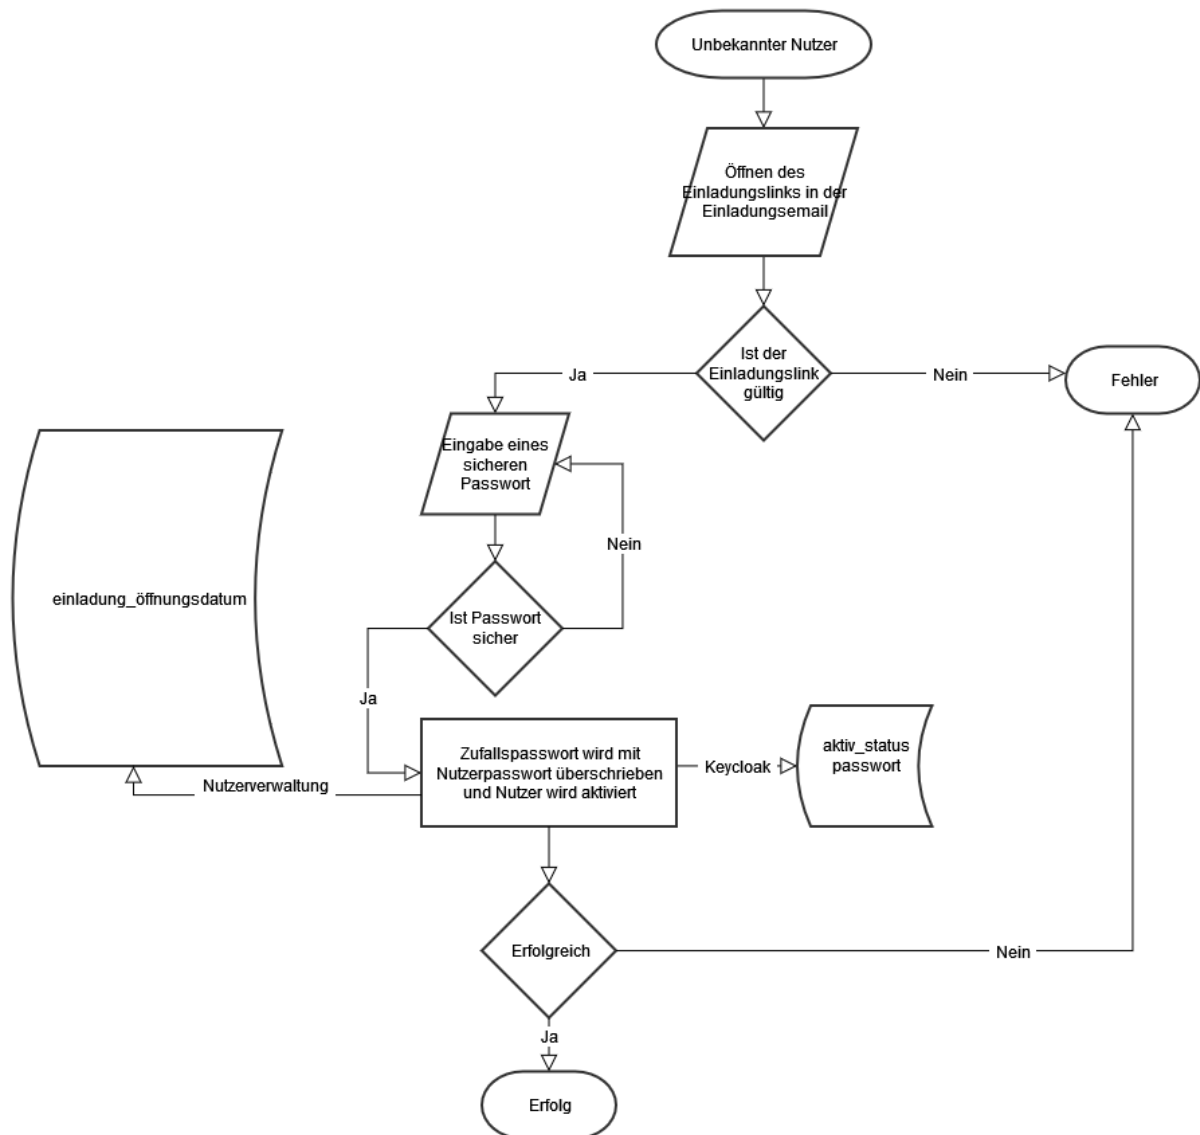 Unbekannter Nutzer
Öffnen des
Einladungslinks in der
Einladungsemail
Ist der
Einladungslink
gültig
Ja
Nein
Fehler
Eingabe eines
sicheren
Passwort
Nein
einladung_öffnungsdatum
Ist Passwort
sicher
Ja
Zufallspasswort wird mit
Nutzerpasswort überschrieben
und Nutzer wird aktiviert
Keycloak
aktiv_status
passwort
Nutzerverwaltung
Erfolgreich
Nein
Ja
Erfolg